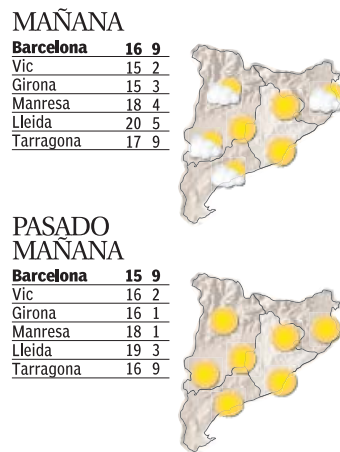 MAÑANA
Barcelona 16 9
Vic 15 2
Girona 15 3
Manresa 18 4
Lleida 20 5
Tarragona 17 9
PASADO
MAÑANA
Barcelona 15 9
Vic 16 2
Girona 16 1
Manresa 18 1
Lleida 19 3
Tarragona 16 9